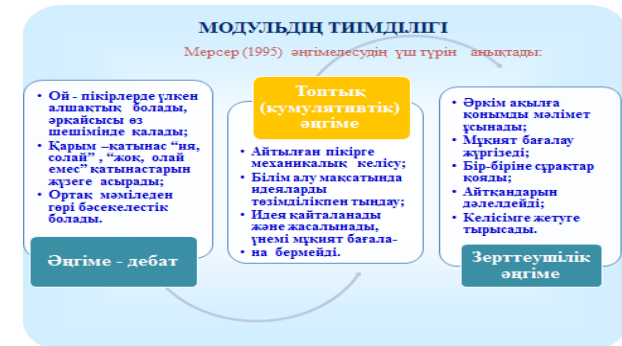 МОДУЛЬДІҢ ТИІМДІЛІГІ
Мерсер (1995) әңгімелесудің үш түрін анықтады:
• Ой - пікірлерде үлкен
алшақтық болады,
әрқайсысы өз
шешімінде қалады;
• Қарым –қатынас “ия,
солай” , “жоқ, олай
емес” қатынастарын
жүзеге асырады;
• Ортақ мәміледен
гөрі бәсекелестік
болады.
Әңгіме - дебат
Топтық
(кумулятивтік)
әңгіме
• Айтылған пікірге
механикалық келісу;
• Білім алу мақсатында
идеяларды
төзімділікпен тыңдау;
• Идея қайталанады
және жасалынады,
үнемі мұқият бағала-
• на бермейді.
• Әркім ақылға
қонымды мәлімет
ұсынады;
• Мұқият бағалау
жүргізеді;
• Бір-біріне сұрақтар
қояды;
• Айтқандарын
дәлелдейді;
• Келісімге жетуге
тырысады.
Зерттеушілік
әңгіме